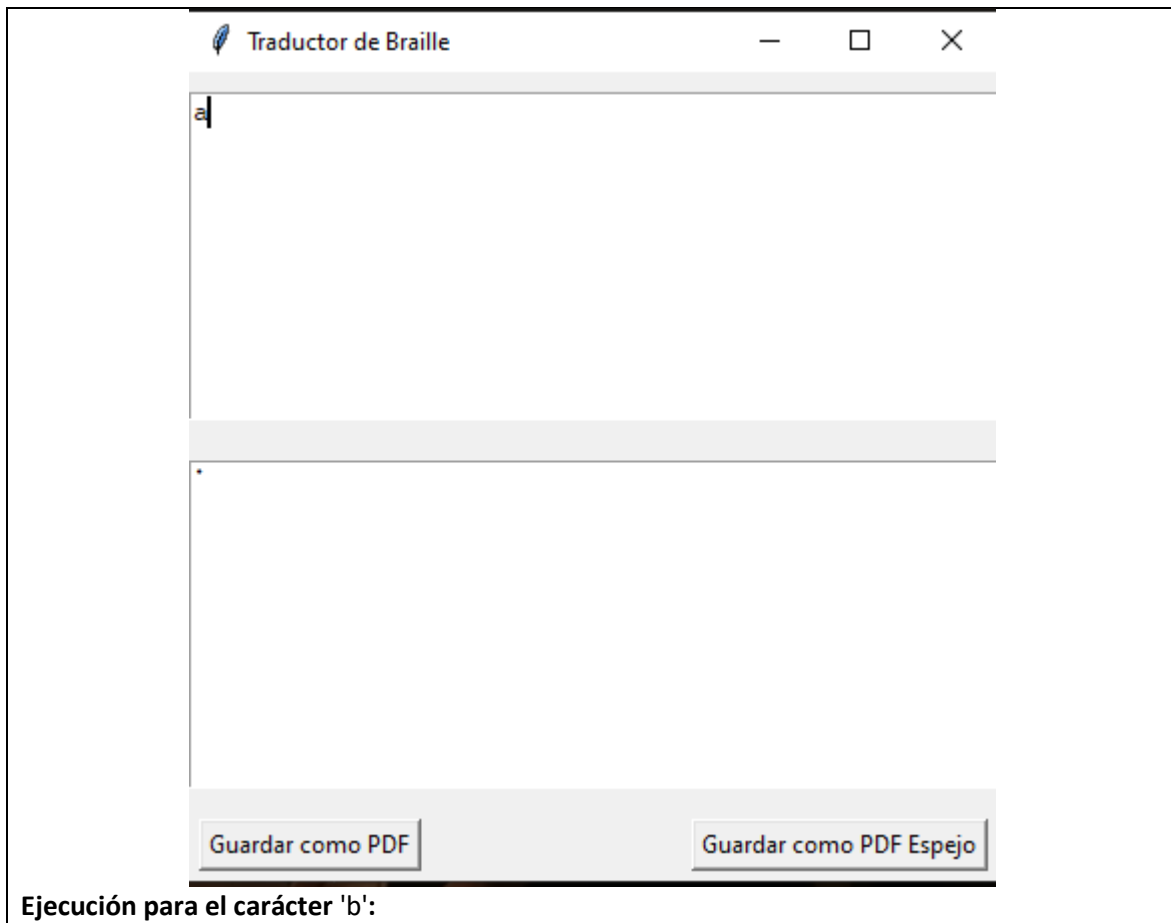 Traductor de Braille
a
⠁
Guardar como PDF Guardar como PDF Espejo
Ejecución para el carácter 'b':